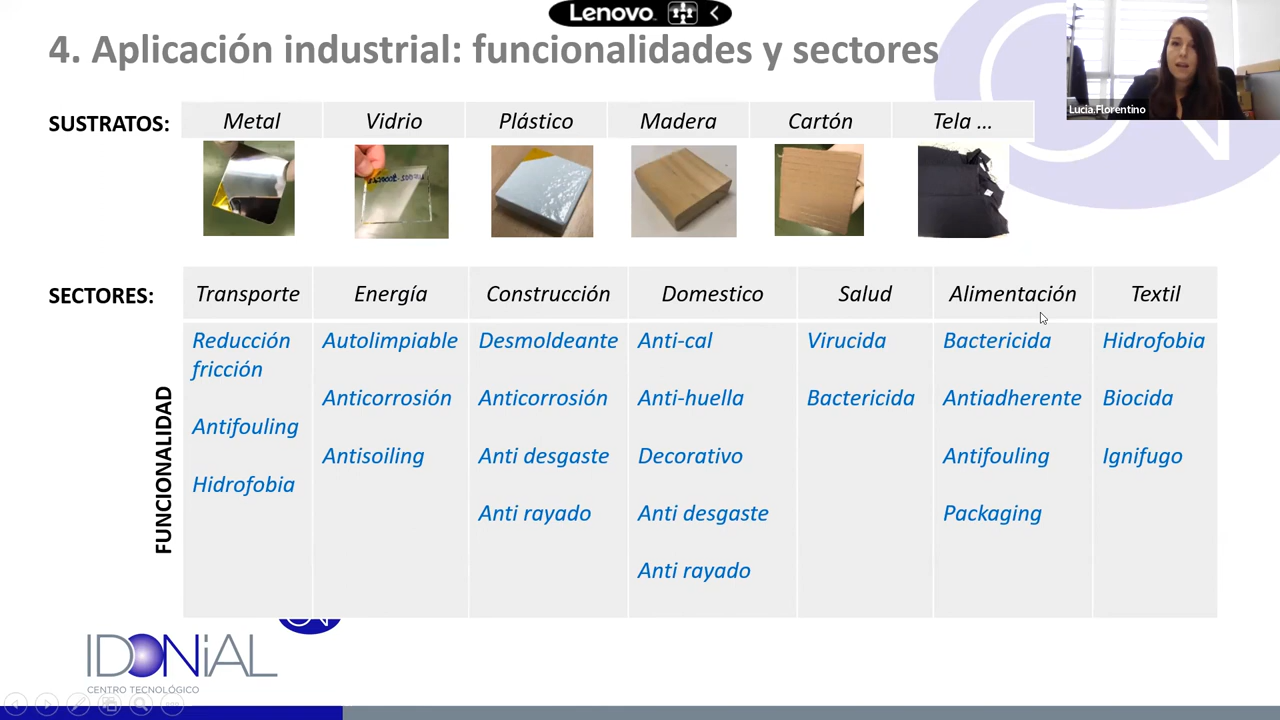 Lenovo
4. Aplicación industrial: funcionalidades y sectores
Lucia.Florentino
SUSTRATOS:
Metal
Vidrio
Plástico
Madera
Cartón
Tela ...
SECTORES:
Transporte
Energía
Construcción
Domestico
Salud
Alimentación
Textil
FUNCIONALIDAD
Reducción
fricción
Antifouling
Hidrofobia
Autolimpiable
Anticorrosión
Antisoiling
Desmoldeante
Anticorrosión
Anti desgaste
Anti rayado
Anti-cal
Anti-huella
Decorativo
Anti desgaste
Anti rayado
Virucida
Bactericida
Bactericida
Antiadherente
Antifouling
Packaging
Hidrofobia
Biocida
Ignifugo
IDONiAL
CENTRO TECNOLÓGICO